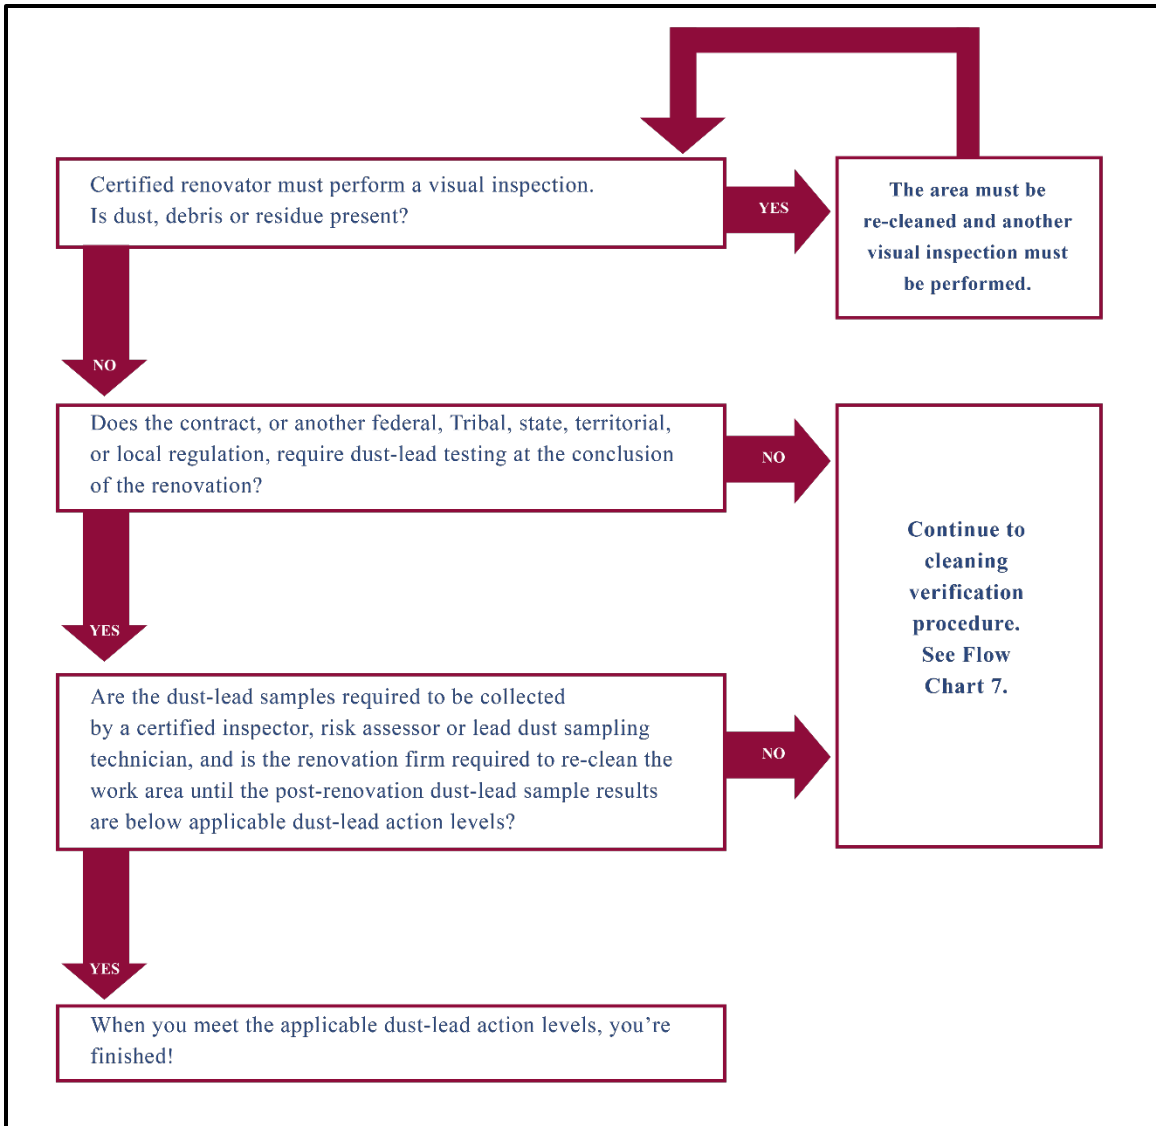 Certified renovator must perform a visual inspection.
Is dust, debris or residue present?
YES
The area must be
re-cleaned and another
visual inspection must
be performed.
NO
Does the contract, or another federal, Tribal, state, territorial,
or local regulation, require dust-lead testing at the conclusion
of the renovation?
NO
Continue to
cleaning
verification
procedure.
See Flow
Chart 7.
YES
Are the dust-lead samples required to be collected
by a certified inspector, risk assessor or lead dust sampling
technician, and is the renovation firm required to re-clean the
work area until the post-renovation dust-lead sample results
are below applicable dust-lead action levels?
NO
YES
When you meet the applicable dust-lead action levels, you’re
finished!